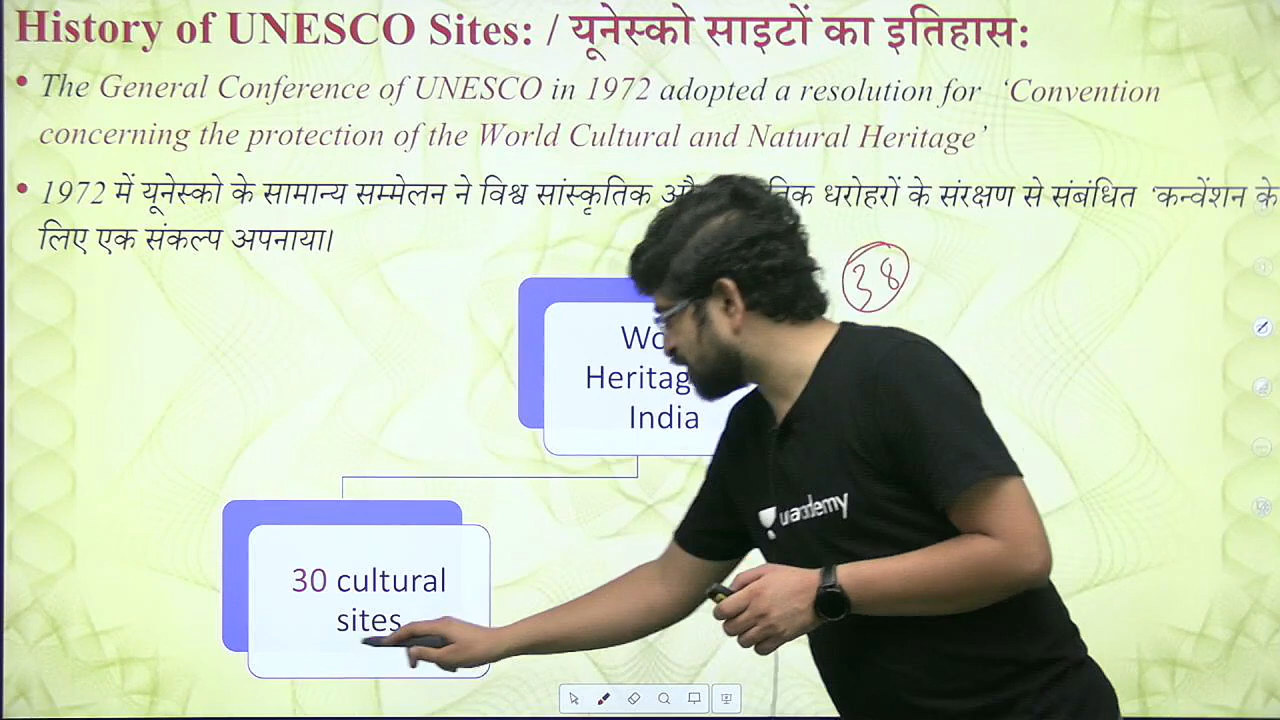 History of UNESCO Sites: / यूनेस्को साइटों का इतिहास:
• The General Conference of UNESCO in 1972 adopted a resolution for ‘Convention
concerning the protection of the World Cultural and Natural Heritage’
• 1972 में यूनेस्को के सामान्य सम्मेलन ने विश्व सांस्कृतिक धरोहरों के संरक्षण से संबंधित ‘कन्वेंशन के
लिए एक संकल्प अपनाया।
38
India
30 cultural
sites
unacademy